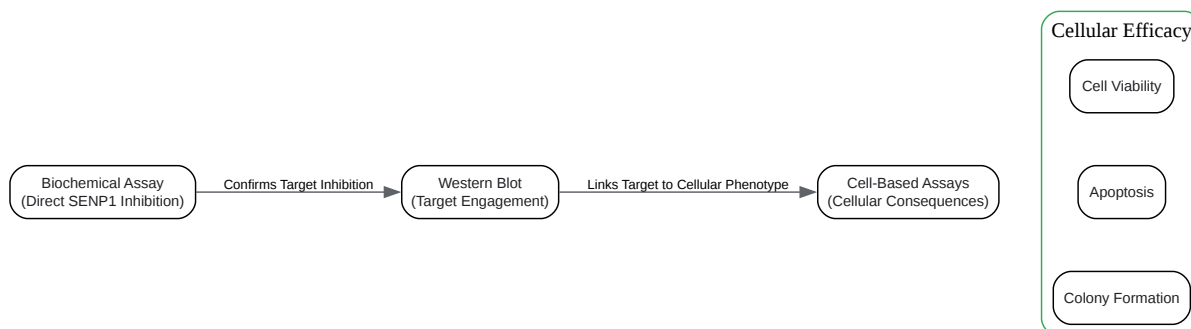 Cellular Efficacy
Cell Viability
Biochemical Assay
(Direct SENP1 Inhibition)
Confirms Target Inhibition
Western Blot
(Target Engagement)
Links Target to Cellular Phenotype
Cell-Based Assays
(Cellular Consequences)
Apoptosis
Colony Formation